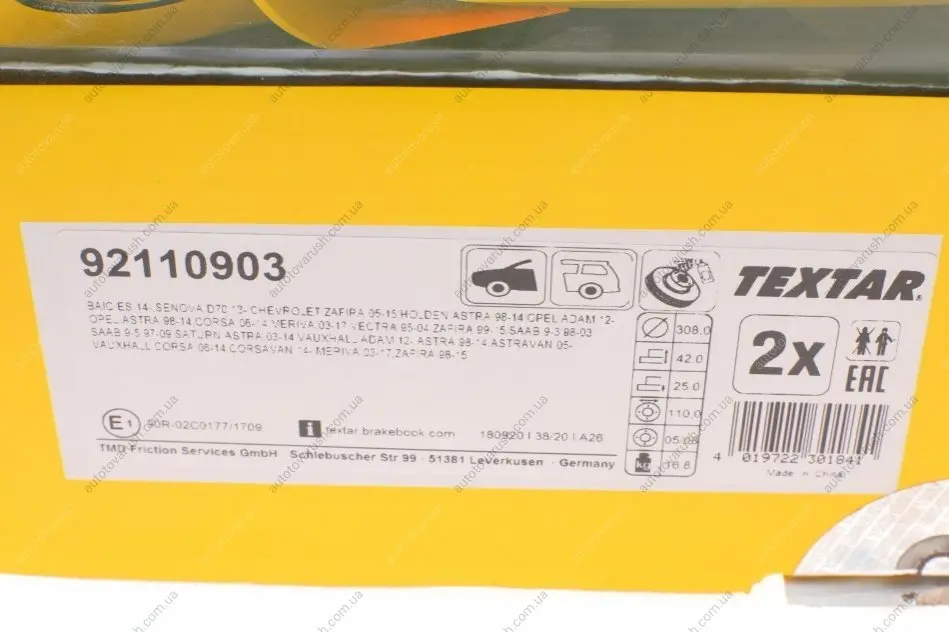 92110903
BAIC ES 14- SENOVA D70 13- CHEVROLET ZAFIRA 05-15 HOLDEN ASTRA 98-14 OPEL ADAM 12-
OPEL ASTRA 98-14 CORSA 06-14 MERIVA 03-17 VECTRA 95-04 ZAFIRA 99-15 SAAB 9-3 98-03
SAAB 9-5 97-09 SATURN ASTRA 03-14 VAUXHALL ADAM 12- ASTRA 98-14 ASTRAVAN 05-
VAUXHALL CORSA 06-14 CORSAVAN 14- MERIVA 03-17 ZAFIRA 98-15
E1 90R-02C0177/1709
i textar.brakebook.com 180920 I 38/20 I A26
TMD Friction Services GmbH Schlebuscher Str 99 · 51381 Leverkusen · Germany
308.0
42.0
25.0
110.0
05.08
kg 16.8
TEXTAR®
2x
EAC
4 019722 301841
Made in China
autotovarush.com.ua